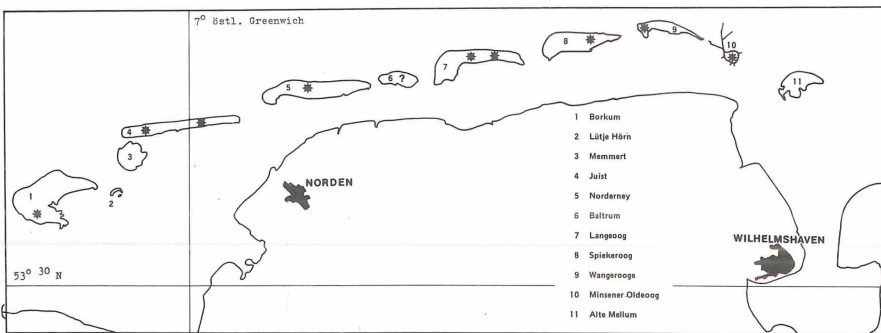 7° östl. Greenwich
10
9
8
11
7
6 ?
5
4
3
1
2
NORDEN
WILHELMSHAVEN
53° 30 N
1 Borkum
2 Lütje Hörn
3 Memmert
4 Juist
5 Norderney
6 Baltrum
7 Langeoog
8 Spiekeroog
9 Wangerooge
10 Minsener-Oldeoog
11 Alte Mellum